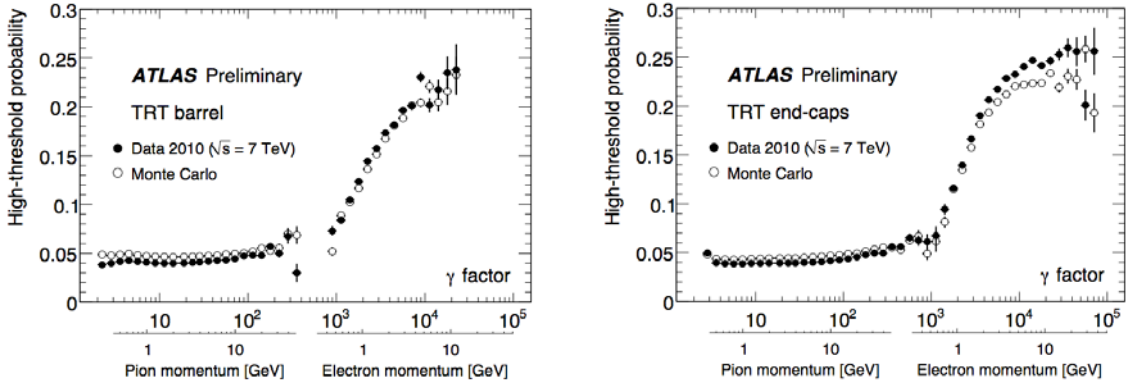 High-threshold probability
0.3
0.25
0.2
0.15
0.1
0.05
0
ATLAS Preliminary
TRT barrel
Data 2010 (√s = 7 TeV)
Monte Carlo
γ factor
10 10² 10³ 10⁴ 10⁵
1 10 1 10
Pion momentum [GeV] Electron momentum [GeV]
High-threshold probability
0.3
0.25
0.2
0.15
0.1
0.05
0
ATLAS Preliminary
TRT end-caps
Data 2010 (√s = 7 TeV)
Monte Carlo
γ factor
10 10² 10³ 10⁴ 10⁵
1 10 1 10
Pion momentum [GeV] Electron momentum [GeV]